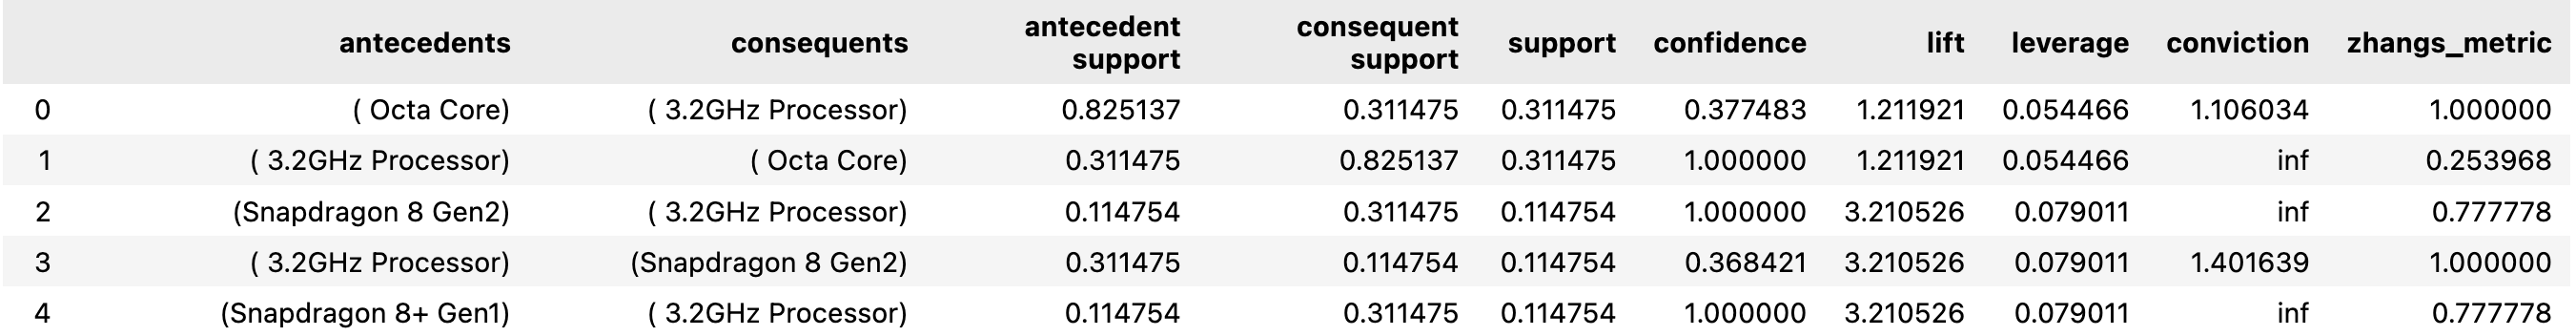 antecedents consequents antecedent support consequent support support confidence lift leverage conviction zhangs_metric
0 ( Octa Core) ( 3.2GHz Processor) 0.825137 0.311475 0.311475 0.377483 1.211921 0.054466 1.106034 1.000000
1 ( 3.2GHz Processor) ( Octa Core) 0.311475 0.825137 0.311475 1.000000 1.211921 0.054466 inf 0.253968
2 (Snapdragon 8 Gen2) ( 3.2GHz Processor) 0.114754 0.311475 0.114754 1.000000 3.210526 0.079011 inf 0.777778
3 ( 3.2GHz Processor) (Snapdragon 8 Gen2) 0.311475 0.114754 0.114754 0.368421 3.210526 0.079011 1.401639 1.000000
4 (Snapdragon 8+ Gen1) ( 3.2GHz Processor) 0.114754 0.311475 0.114754 1.000000 3.210526 0.079011 inf 0.777778